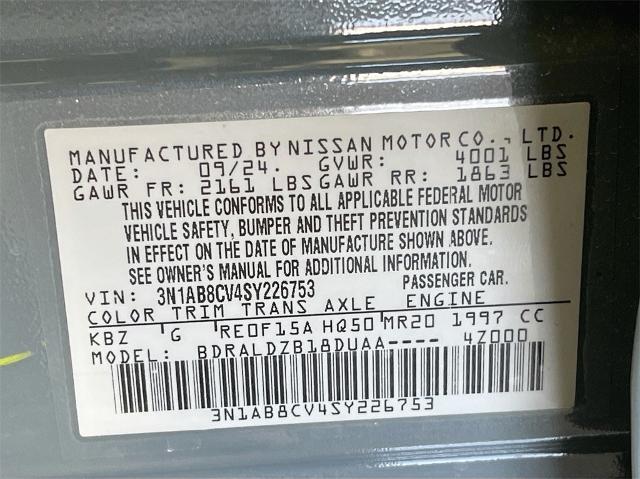 MANUFACTURED BY NISSAN MOTOR CO., LTD.
DATE: 09/24. GVWR: 4001 LBS
GAWR FR: 2161 LBS GAWR RR: 1863 LBS
THIS VEHICLE CONFORMS TO ALL APPLICABLE FEDERAL MOTOR
VEHICLE SAFETY, BUMPER AND THEFT PREVENTION STANDARDS
IN EFFECT ON THE DATE OF MANUFACTURE SHOWN ABOVE.
SEE OWNER'S MANUAL FOR ADDITIONAL INFORMATION.
VIN: 3N1AB8CV4SY226753 PASSENGER CAR.
COLOR TRIM TRANS AXLE ENGINE
KBZ G RE0F15A HQ50 MR20 1997 CC
MODEL: BDRALDZB18DUAA---- 4Z000
3N1AB8CV4SY226753